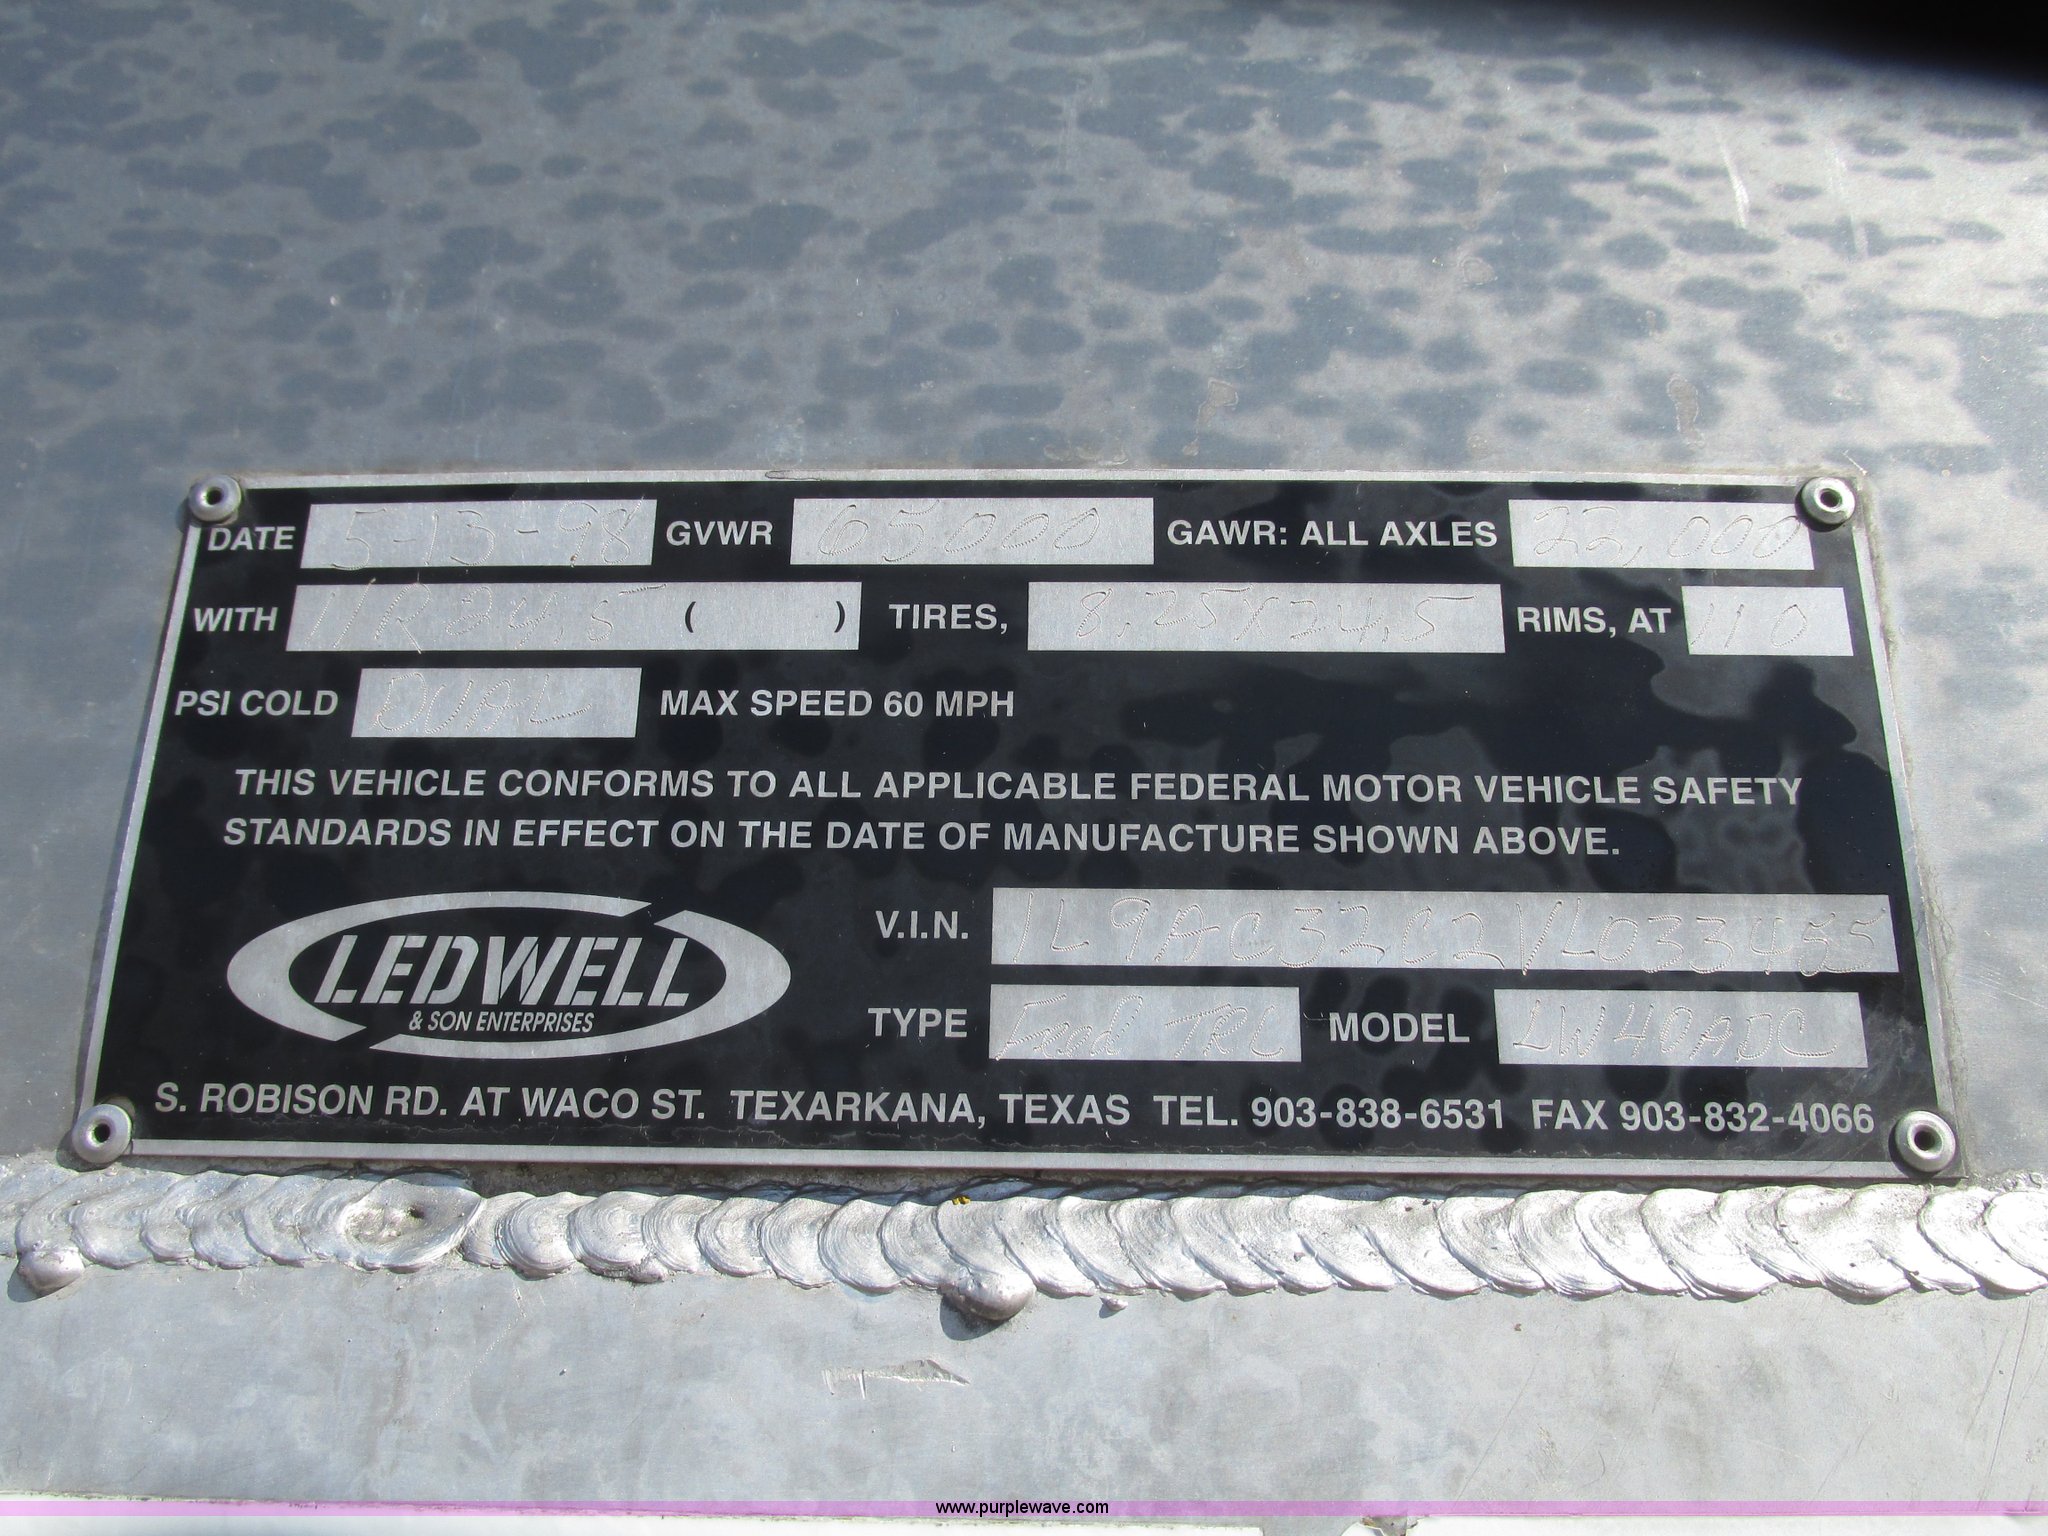 DATE 5-13-98 GVWR 65000 GAWR: ALL AXLES 22,000
WITH 11R24.5 ( ) TIRES, 8.25X24.5 RIMS, AT 110
PSI COLD DUAL MAX SPEED 60 MPH
THIS VEHICLE CONFORMS TO ALL APPLICABLE FEDERAL MOTOR VEHICLE SAFETY
STANDARDS IN EFFECT ON THE DATE OF MANUFACTURE SHOWN ABOVE.
LEDWELL
& SON ENTERPRISES
V.I.N. 1L9AC32C2VL033455
TYPE Feed TRL MODEL LW40ADC
S. ROBISON RD. AT WACO ST. TEXARKANA, TEXAS TEL. 903-838-6531 FAX 903-832-4066
www.purplewave.com